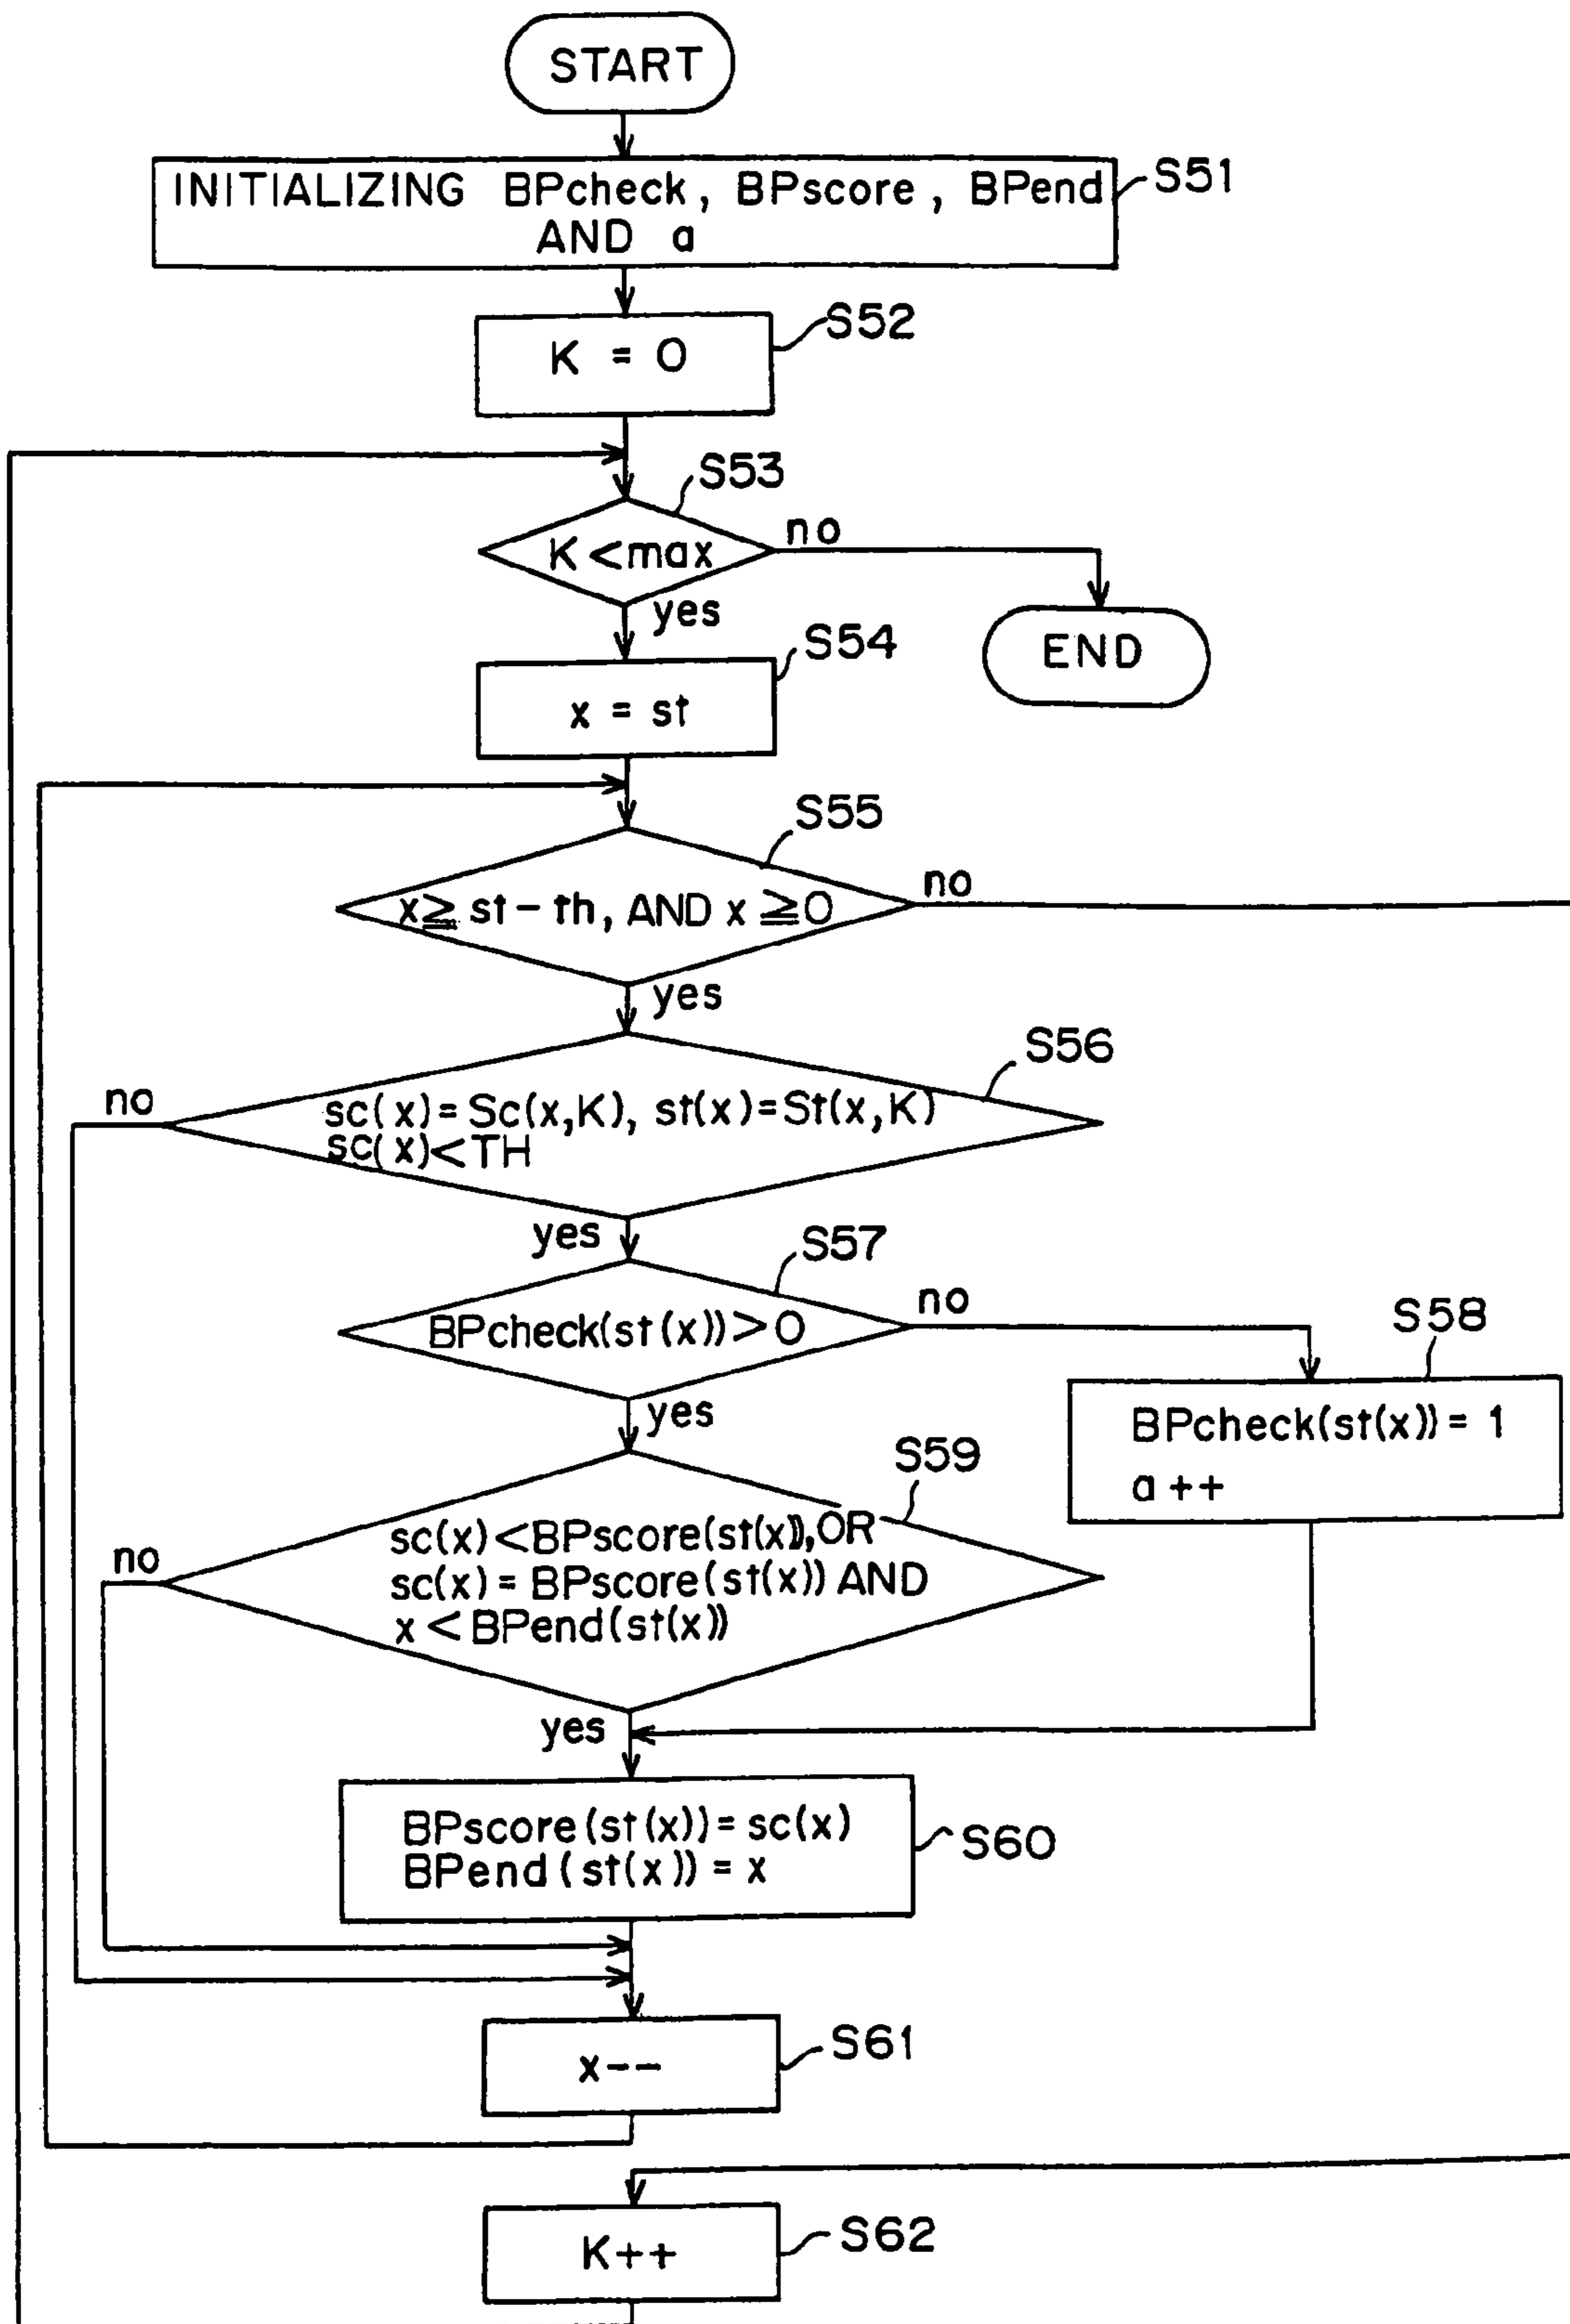 START
INITIALIZING BPcheck, BPscore, BPend
AND a
S51
K = 0
S52
S53
K<max
no
yes
END
S54
x = st
S55
x≧st-th, AND x≧0
no
yes
S56
no
sc(x)=Sc(x,K), st(x)=St(x,K)
sc(x)<TH
yes
S57
BPcheck(st(x))>0
no
yes
S58
BPcheck(st(x))=1
a++
S59
no
sc(x)<BPscore(st(x)),OR
sc(x)=BPscore(st(x)) AND
x<BPend(st(x))
yes
BPscore(st(x))=sc(x)
BPend(st(x))=x
S60
x--
S61
K++
S62